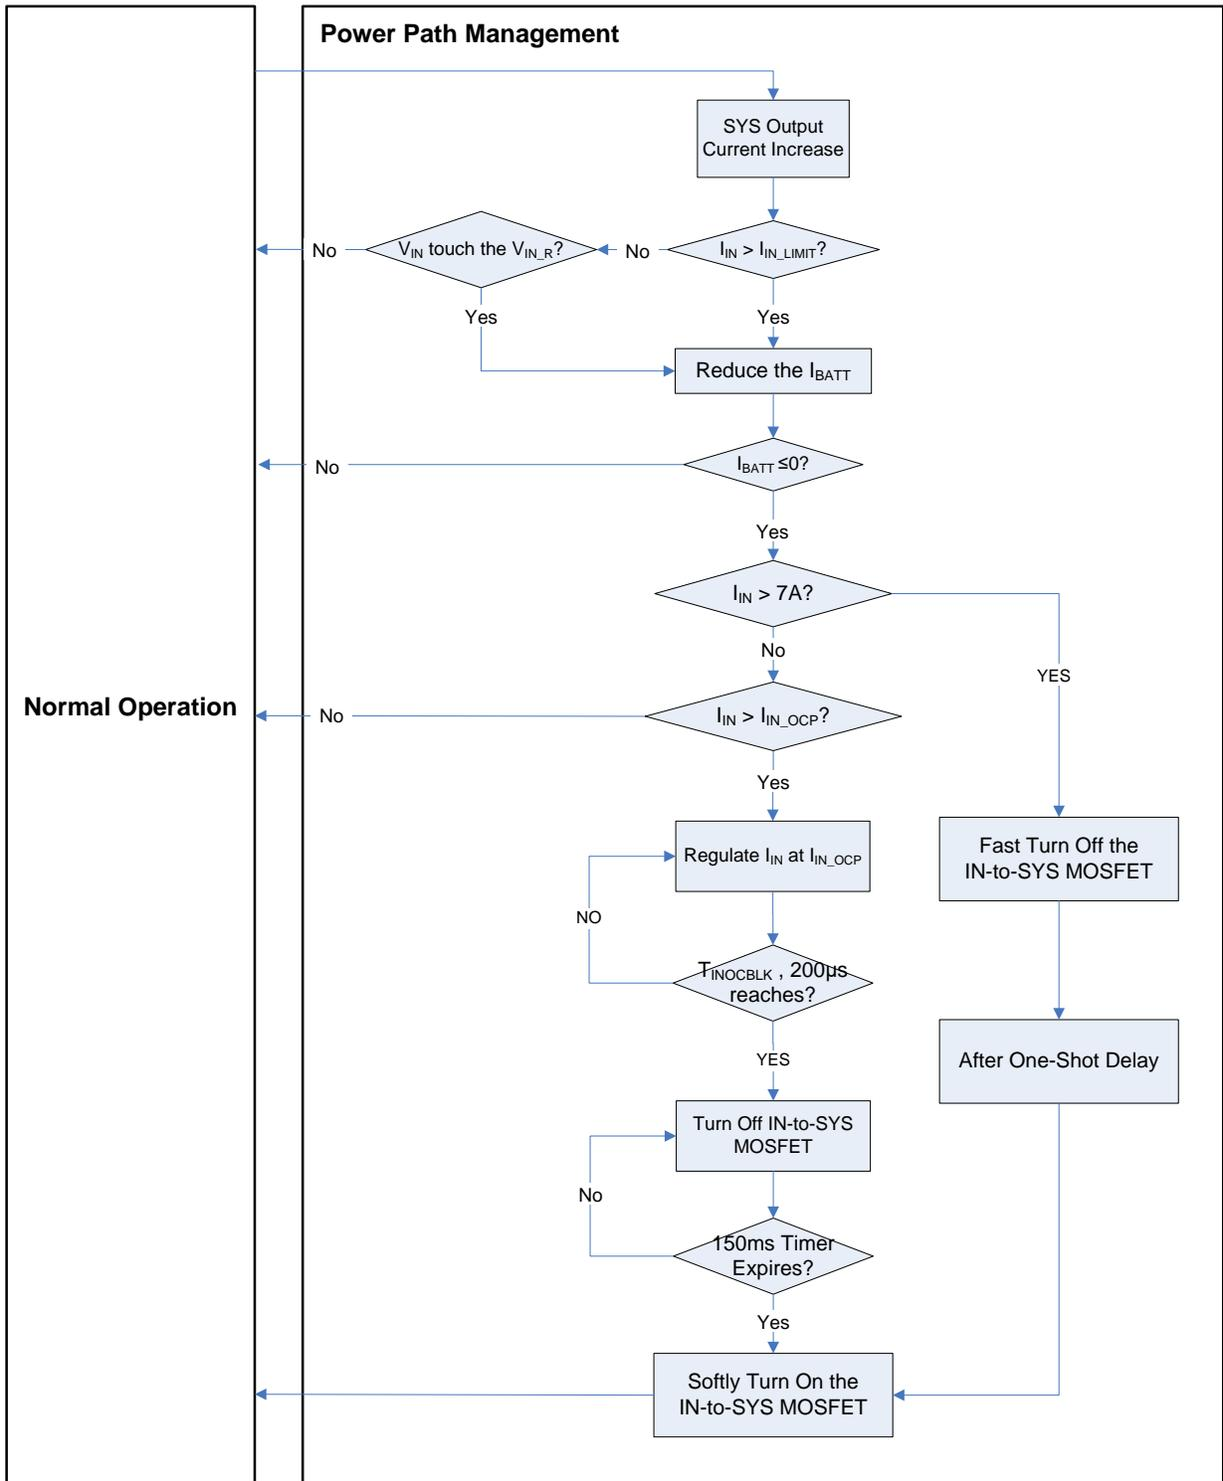 Power Path Management
SYS Output
Current Increase
V_IN touch the V_IN_R?
I_IN > I_IN_LIMIT?
No
No
Yes
Yes
Reduce the I_BATT
I_BATT ≤0?
No
Yes
I_IN > 7A?
No
YES
Normal Operation
No
I_IN > I_IN_OCP?
Yes
Regulate I_IN at I_IN_OCP
Fast Turn Off the
IN-to-SYS MOSFET
NO
T_INOCBLK , 200µs
reaches?
YES
After One-Shot Delay
Turn Off IN-to-SYS
MOSFET
No
150ms Timer
Expires?
Yes
Softly Turn On the
IN-to-SYS MOSFET